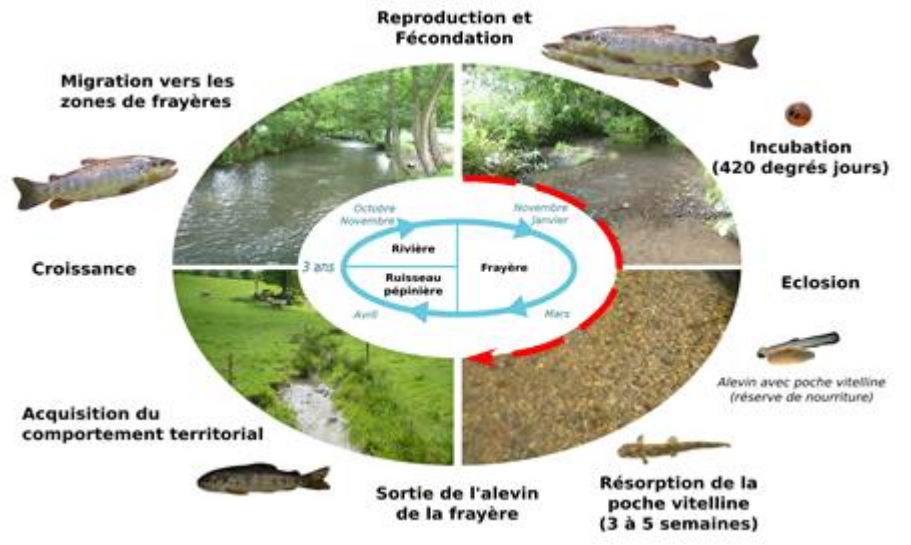 Reproduction et
Fécondation
Migration vers les
zones de frayères
Incubation
(420 degrés jours)
Octobre
Novembre
Novembre
Janvier
Rivière
3 ans
Frayère
Ruisseau
pépinière
Croissance
Eclosion
Avril
Mars
Alevin avec poche vitelline
(réserve de nourriture)
Acquisition du
comportement territorial
Sortie de l'alevin
de la frayère
Résorption de la
poche vitelline
(3 à 5 semaines)